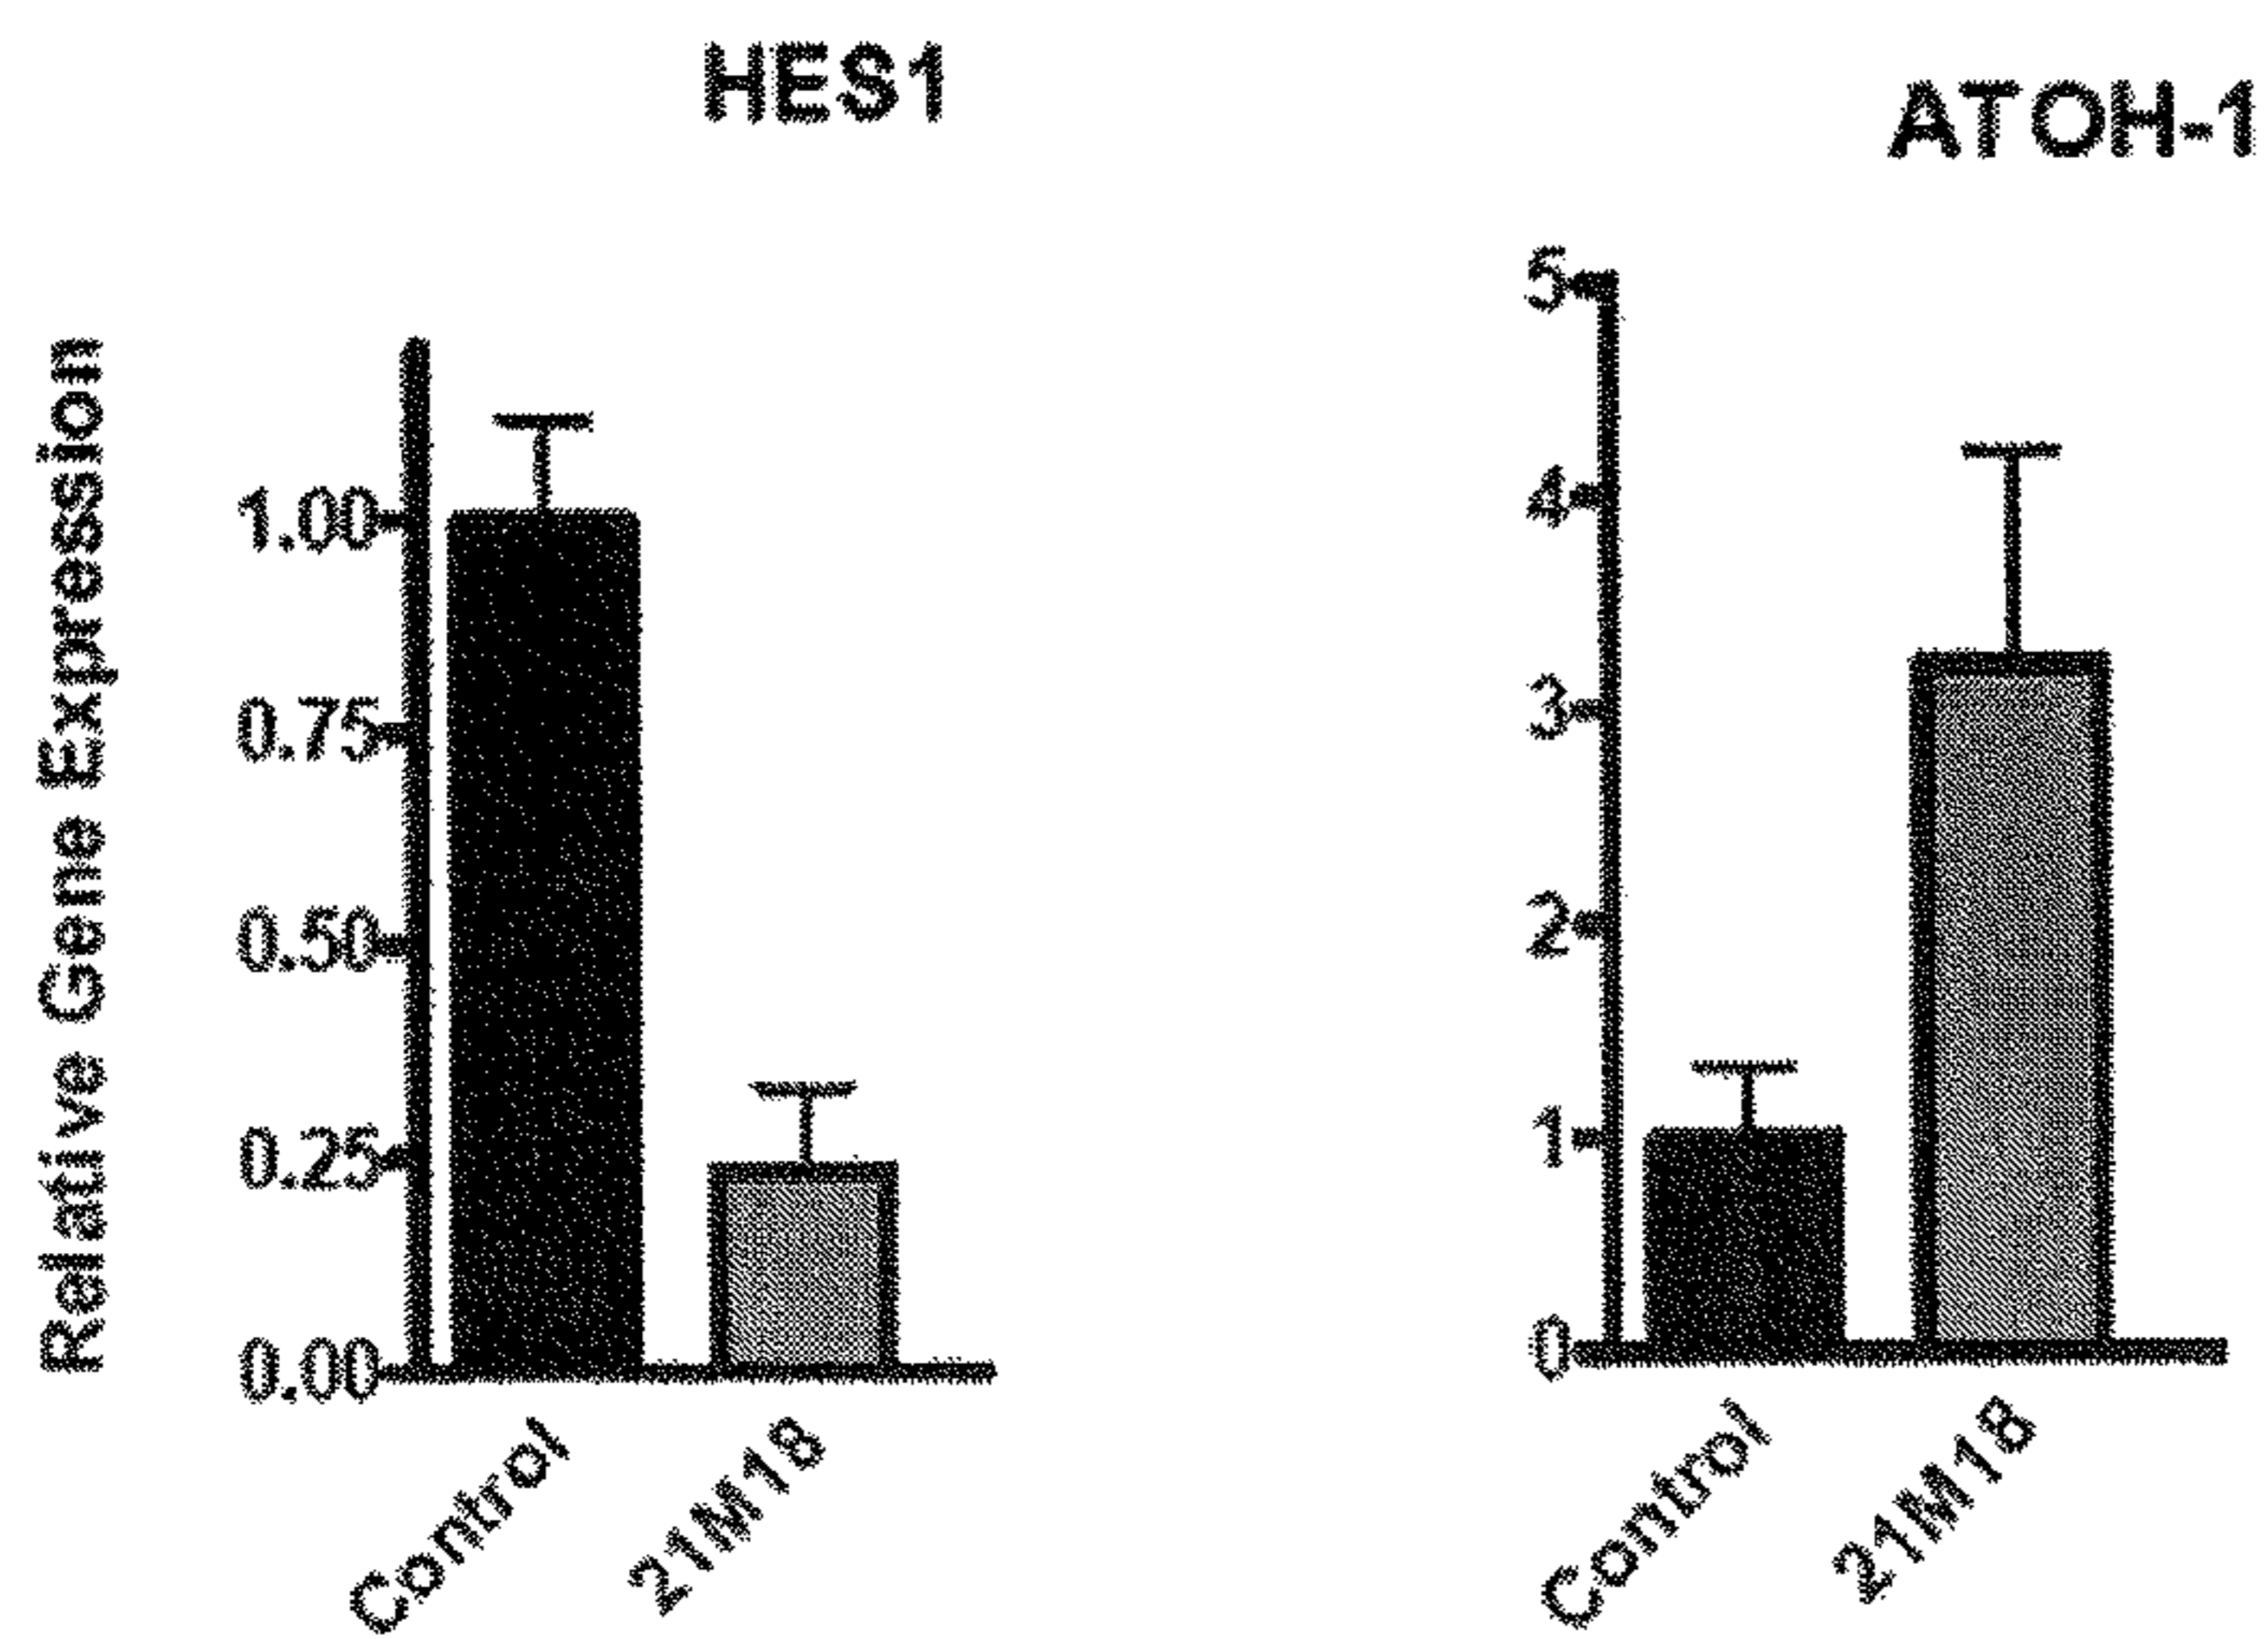 HES1
Relative Gene Expression
1.00
0.75
0.50
0.25
0.00
Control
21M18
ATOH-1
5
4
3
2
1
0
Control
21M18